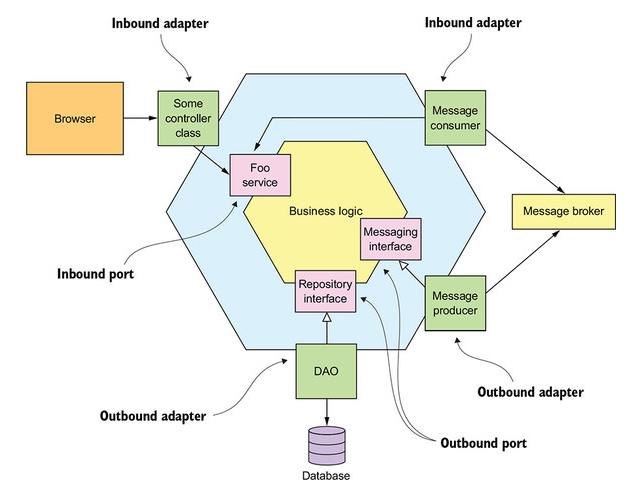 Inbound adapter
Inbound adapter
Browser
Some
controller
class
Message
consumer
Foo
service
Business logic
Message broker
Messaging
interface
Inbound port
Repository
interface
Message
producer
DAO
Outbound adapter
Outbound adapter
Outbound port
Database